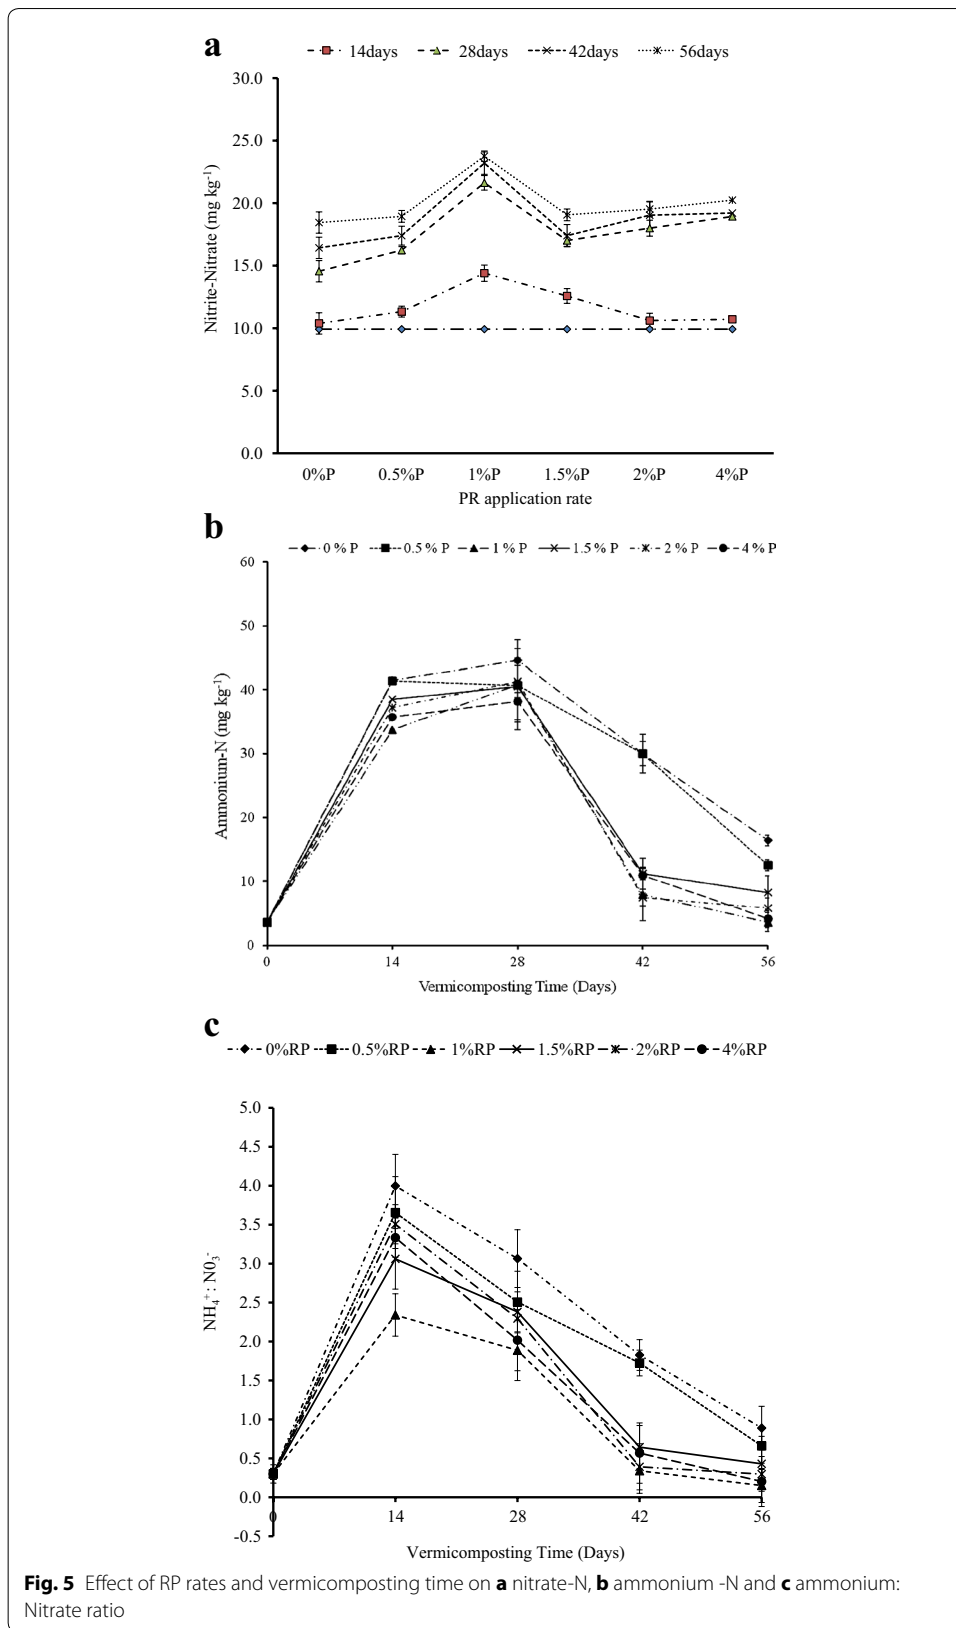 a
14days 28days 42days 56days
30.0
25.0
20.0
15.0
10.0
5.0
0.0
Nitrite-Nitrate (mg kg-1)
0%P 0.5%P 1%P 1.5%P 2%P 4%P
PR application rate
b
0 % P 0.5 % P 1 % P 1.5 % P 2 % P 4 % P
60
50
40
30
20
10
0
Ammonium-N (mg kg-1)
0 14 28 42 56
Vermicomposting Time (Days)
c
0%RP 0.5%RP 1%RP 1.5%RP 2%RP 4%RP
5.0
4.5
4.0
3.5
3.0
2.5
2.0
1.5
1.0
0.5
0.0
-0.5
NH4+: N03-
0 14 28 42 56
Vermicomposting Time (Days)
Fig. 5 Effect of RP rates and vermicomposting time on a nitrate-N, b ammonium -N and c ammonium:
Nitrate ratio